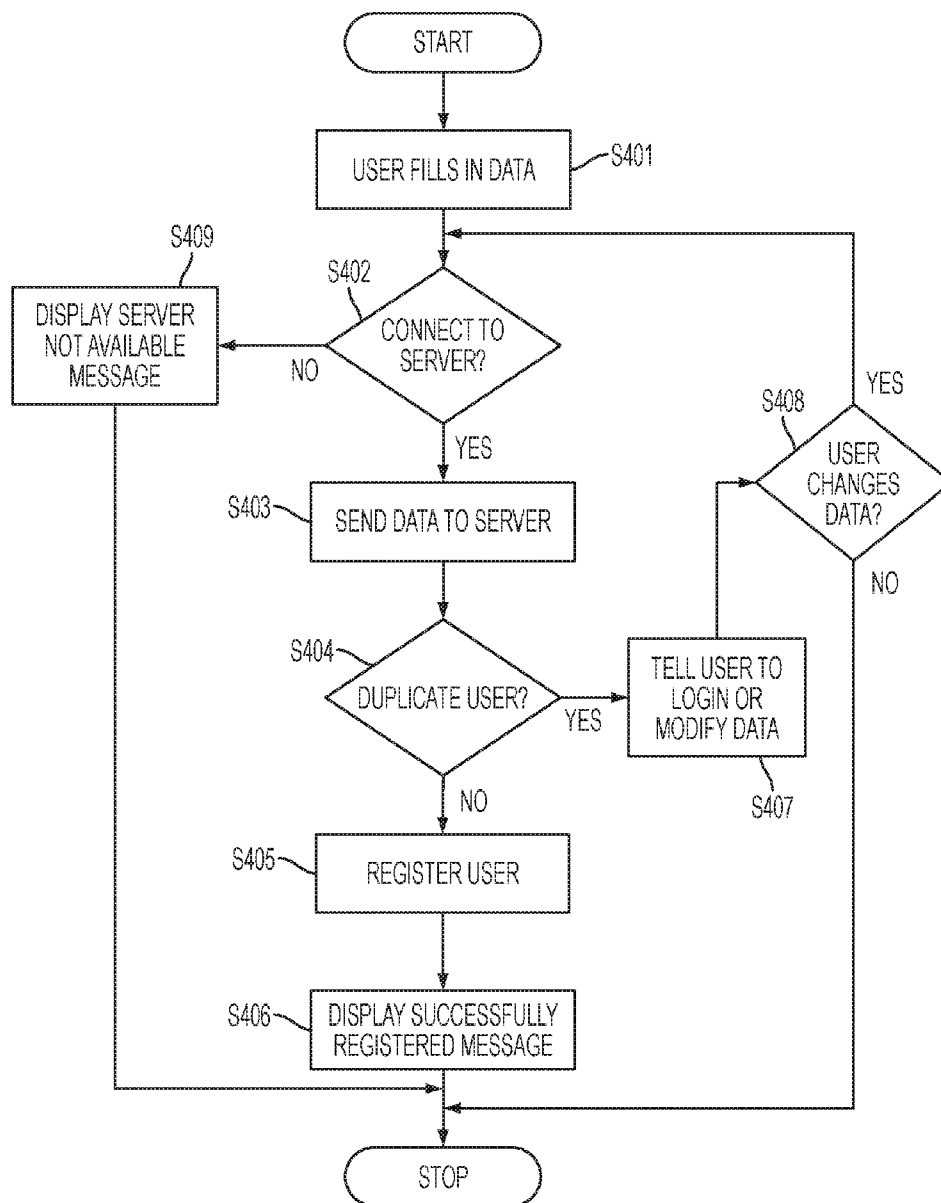 START
USER FILLS IN DATA
S401
S409
DISPLAY SERVER
NOT AVAILABLE
MESSAGE
S402
CONNECT TO
SERVER?
NO
YES
S408
USER
CHANGES
DATA?
YES
NO
S403
SEND DATA TO SERVER
S404
DUPLICATE USER?
YES
NO
TELL USER TO
LOGIN OR
MODIFY DATA
S407
S405
REGISTER USER
S406
DISPLAY SUCCESSFULLY
REGISTERED MESSAGE
STOP